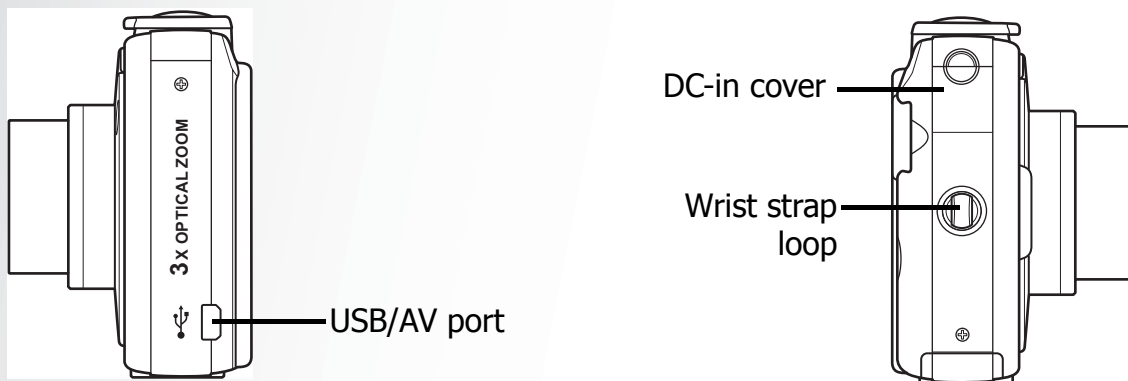 3X OPTICAL ZOOM
USB/AV port
DC-in cover
Wrist strap
loop